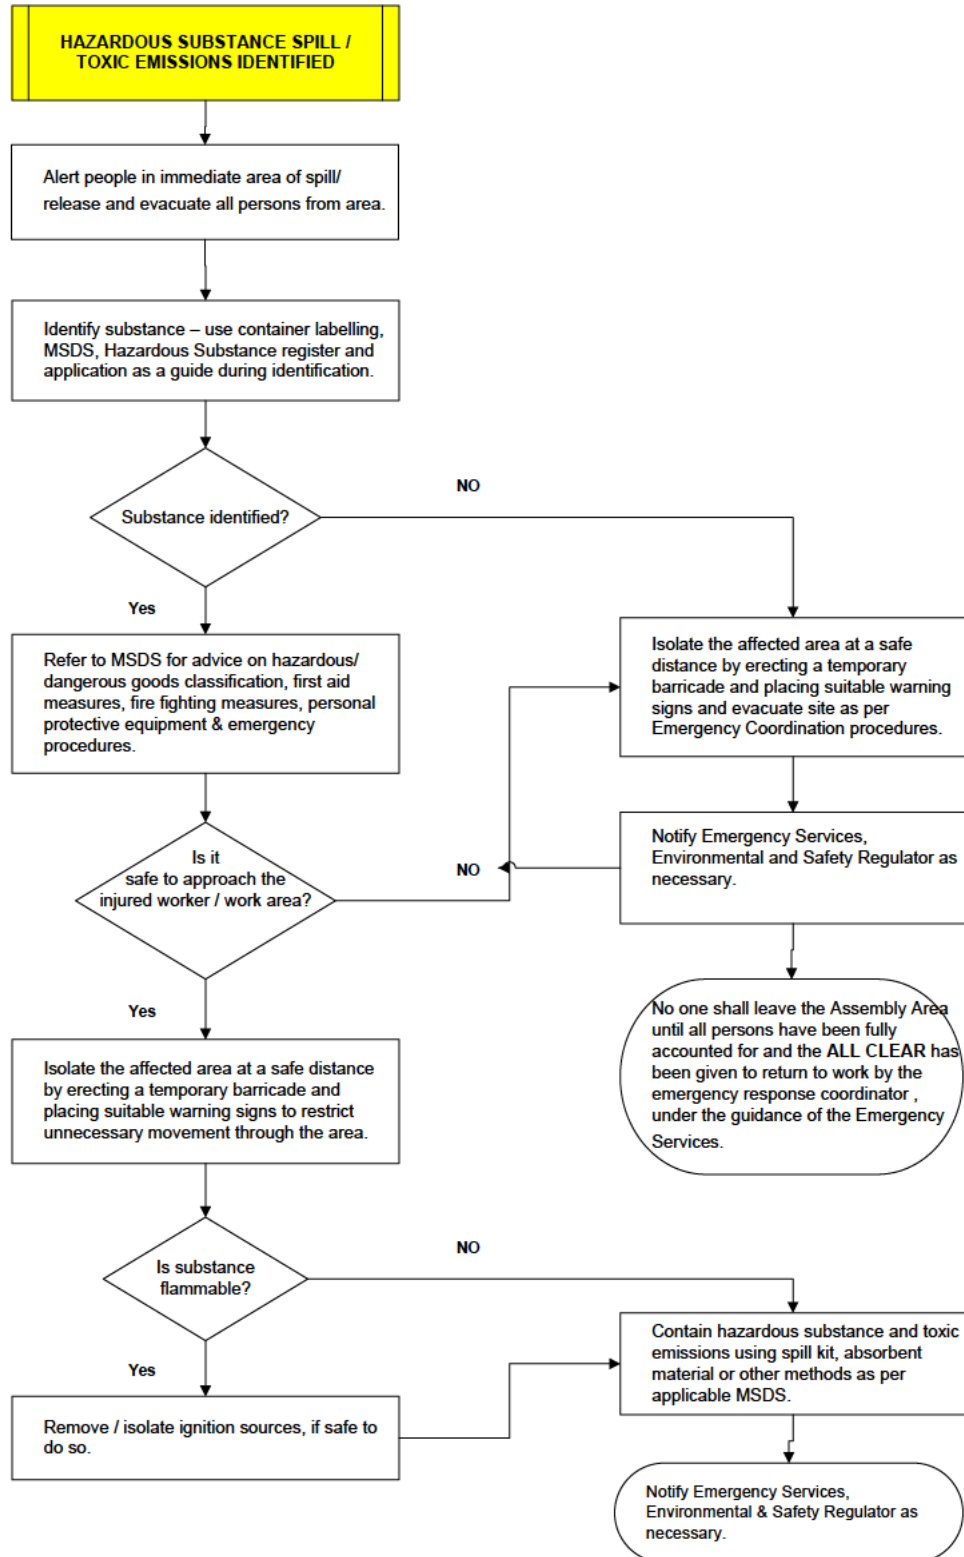 HAZARDOUS SUBSTANCE SPILL /
TOXIC EMISSIONS IDENTIFIED
Alert people in immediate area of spill/
release and evacuate all persons from area.
Identify substance – use container labelling,
MSDS, Hazardous Substance register and
application as a guide during identification.
NO
Substance identified?
Yes
Refer to MSDS for advice on hazardous/
dangerous goods classification, first aid
measures, fire fighting measures, personal
protective equipment & emergency
procedures.
Isolate the affected area at a safe
distance by erecting a temporary
barricade and placing suitable warning
signs and evacuate site as per
Emergency Coordination procedures.
Is it
safe to approach the
injured worker / work area?
NO
Notify Emergency Services,
Environmental and Safety Regulator as
necessary.
Yes
No one shall leave the Assembly Area
until all persons have been fully
accounted for and the ALL CLEAR has
been given to return to work by the
emergency response coordinator ,
under the guidance of the Emergency
Services.
Isolate the affected area at a safe distance
by erecting a temporary barricade and
placing suitable warning signs to restrict
unnecessary movement through the area.
NO
Is substance
flammable?
Yes
Contain hazardous substance and toxic
emissions using spill kit, absorbent
material or other methods as per
applicable MSDS.
Remove / isolate ignition sources, if safe to
do so.
Notify Emergency Services,
Environmental & Safety Regulator as
necessary.